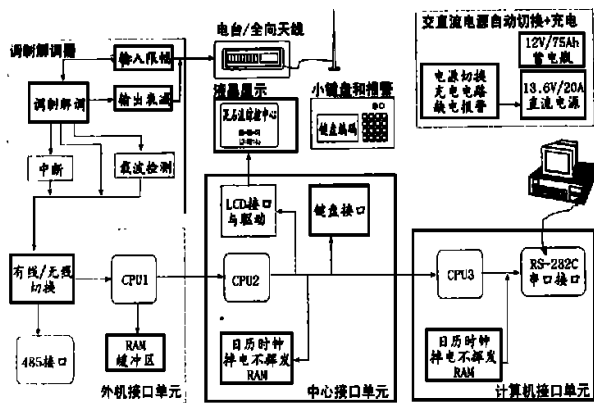 电台/全向天线
交直流电源自动切换+充电
调制解调器
输入限幅
12V/75Ah
蓄电瓶
液晶显示
小键盘和报警
电源切换
充电电路
缺电报警
13.6V/20A
直流电源
调制解调
输出衰减
键盘编码
中断
载波检测
LCD接口
与驱动
键盘接口
有线/无线
切换
CPU1
CPU2
CPU3
RS-282C
串口接口
485接口
RAM
缓冲区
日历时钟
掉电不挥发
RAM
日历时钟
掉电不挥发
RAM
外机接口单元
中心接口单元
计算机接口单元